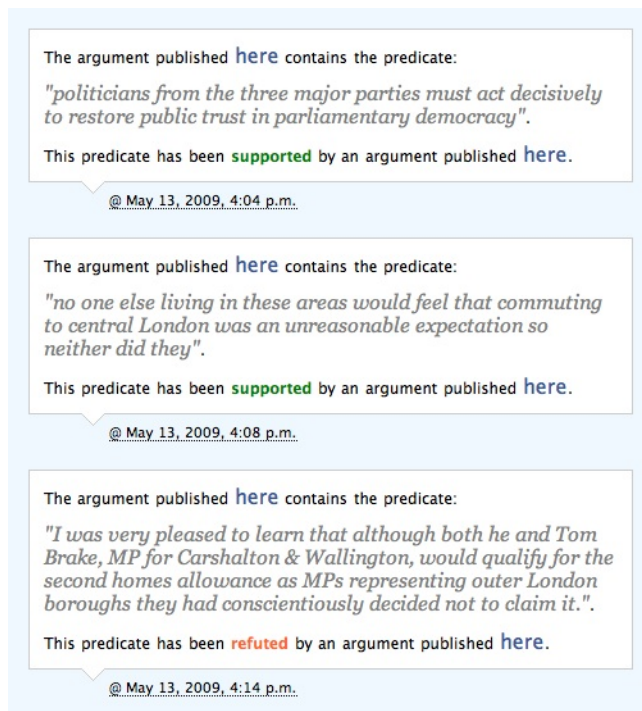 The argument published here contains the predicate:
"politicians from the three major parties must act decisively
to restore public trust in parliamentary democracy".
This predicate has been supported by an argument published here.
@ May 13, 2009, 4:04 p.m.
The argument published here contains the predicate:
"no one else living in these areas would feel that commuting
to central London was an unreasonable expectation so
neither did they".
This predicate has been supported by an argument published here.
@ May 13, 2009, 4:08 p.m.
The argument published here contains the predicate:
"I was very pleased to learn that although both he and Tom
Brake, MP for Carshalton & Wallington, would qualify for the
second homes allowance as MPs representing outer London
boroughs they had conscientiously decided not to claim it.".
This predicate has been refuted by an argument published here.
@ May 13, 2009, 4:14 p.m.